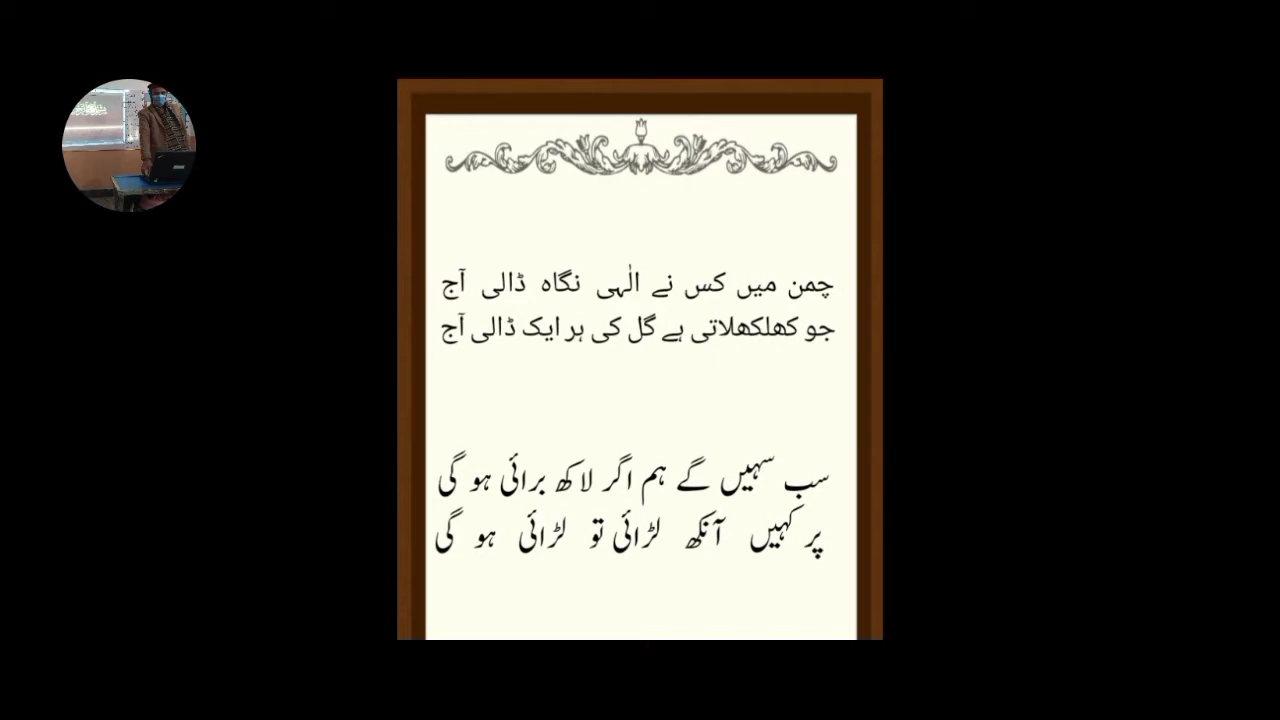 چمن میں کس نے الٰہی نگاہ ڈالی آج
جو کھلکھلاتی ہے گل کی ہر ایک ڈالی آج
سب سہیں گے ہم اگر لاکھ برائی ہو گی
پر کہیں آنکھ لڑائی تو لڑائی ہو گی